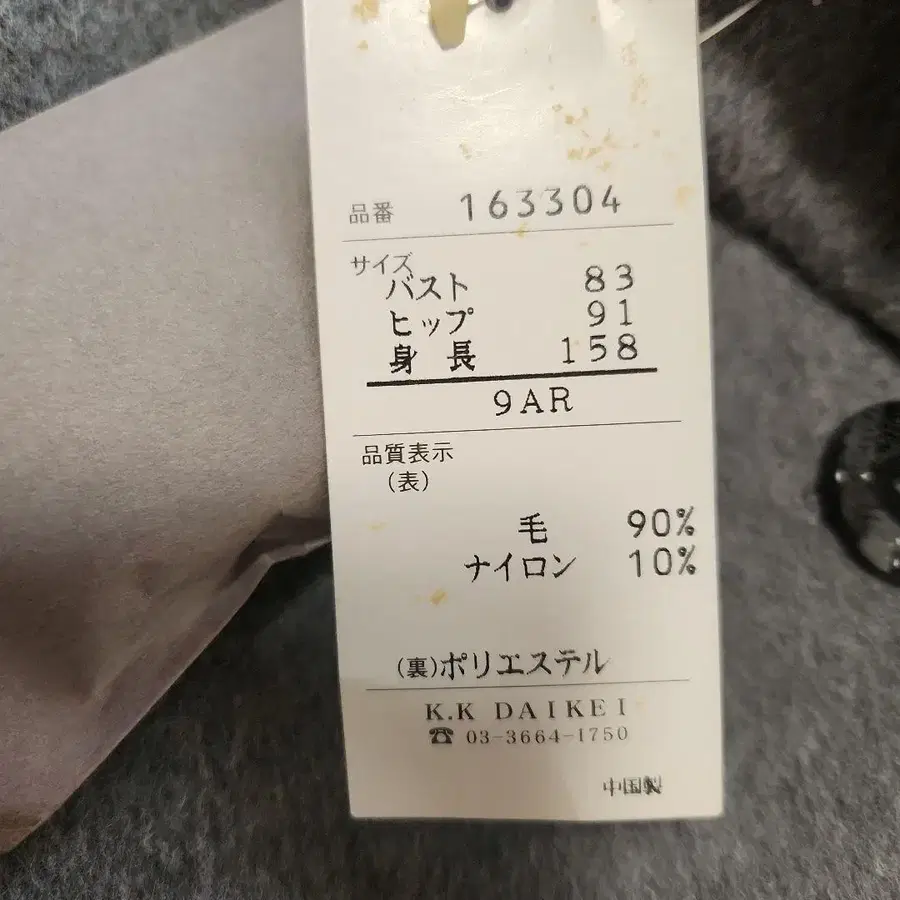 品番 163304
サイズ
バスト 83
ヒップ 91
身 長 158
9AR
品質表示
(表)
毛 90%
ナイロン 10%
(裏)ポリエステル
K.K DAIKEI
☎ 03-3664-1750
中国製